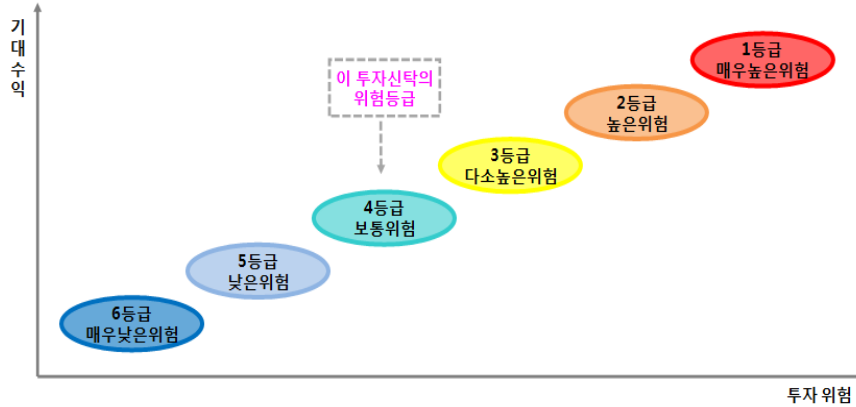 기대수익
1등급
매우높은위험
이 투자신탁의
위험등급
2등급
높은위험
3등급
다소높은위험
4등급
보통위험
5등급
낮은위험
6등급
매우낮은위험
투자 위험